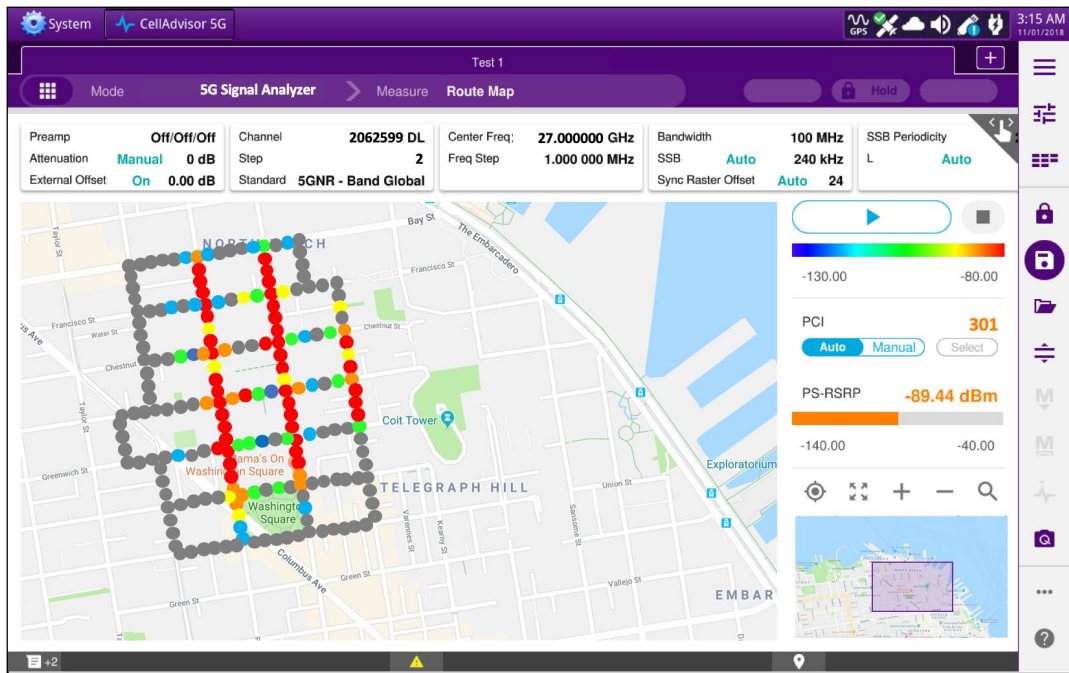 System
CellAdvisor 5G
GPS
3:15 AM
11/01/2018
Test 1
+
Mode
5G Signal Analyzer
Measure
Route Map
Hold
Preamp Off/Off/Off
Attenuation Manual 0 dB
External Offset On 0.00 dB
Channel 2062599 DL
Step 2
Standard 5GNR - Band Global
Center Freq: 27.000000 GHz
Freq Step 1.000 000 MHz
Bandwidth 100 MHz
SSB Auto 240 kHz
Sync Raster Offset Auto 24
SSB Periodicity
L Auto
Taylor St
Bay St
The Embarcadero
Francisco St
Francisco St
Water St
Chestnut St
Chestnut
Taylor St
Coit Tower
Greenwich St
Mama's On
Washington Square
TELEGRAPH HILL
Union St
Exploratorium
Washington
Square
Varennes St
Kearny St
Sansome St
Columbus Ave
Green St
Vallejo St
Green St
EMBAR
-130.00 -80.00
PCI 301
Auto Manual Select
PS-RSRP -89.44 dBm
-140.00 -40.00
M
M
Q
+2
?